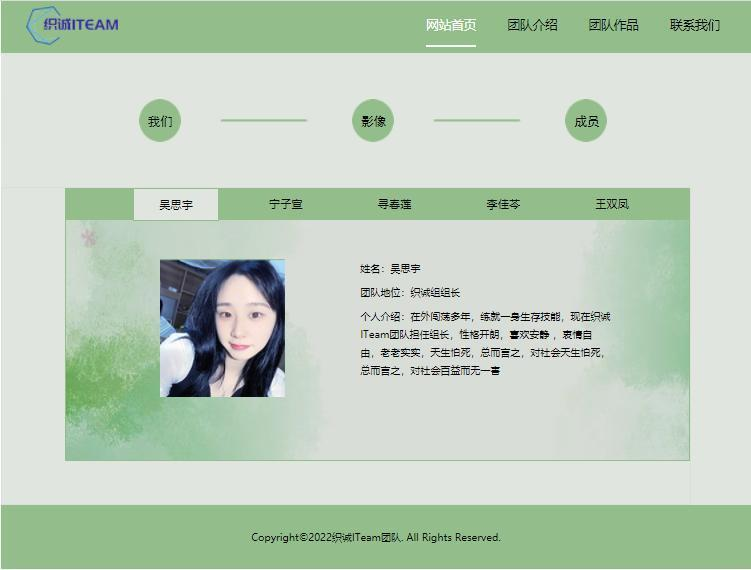 织诚ITEAM
网站首页
团队介绍
团队作品
联系我们
我们
影像
成员
吴思宇
宁子宣
寻春莲
李佳芩
王双凤
姓名：吴思宇
团队地位：织诚组组长
个人介绍：在外闯荡多年，练就一身生存技能，现在织诚
ITeam团队担任组长，性格开朗，喜欢安静 ，衷情自
由，老老实实，天生怕死，总而言之，对社会天生怕死，
总而言之，对社会百益而无一害
Copyright©2022织诚ITeam团队. All Rights Reserved.